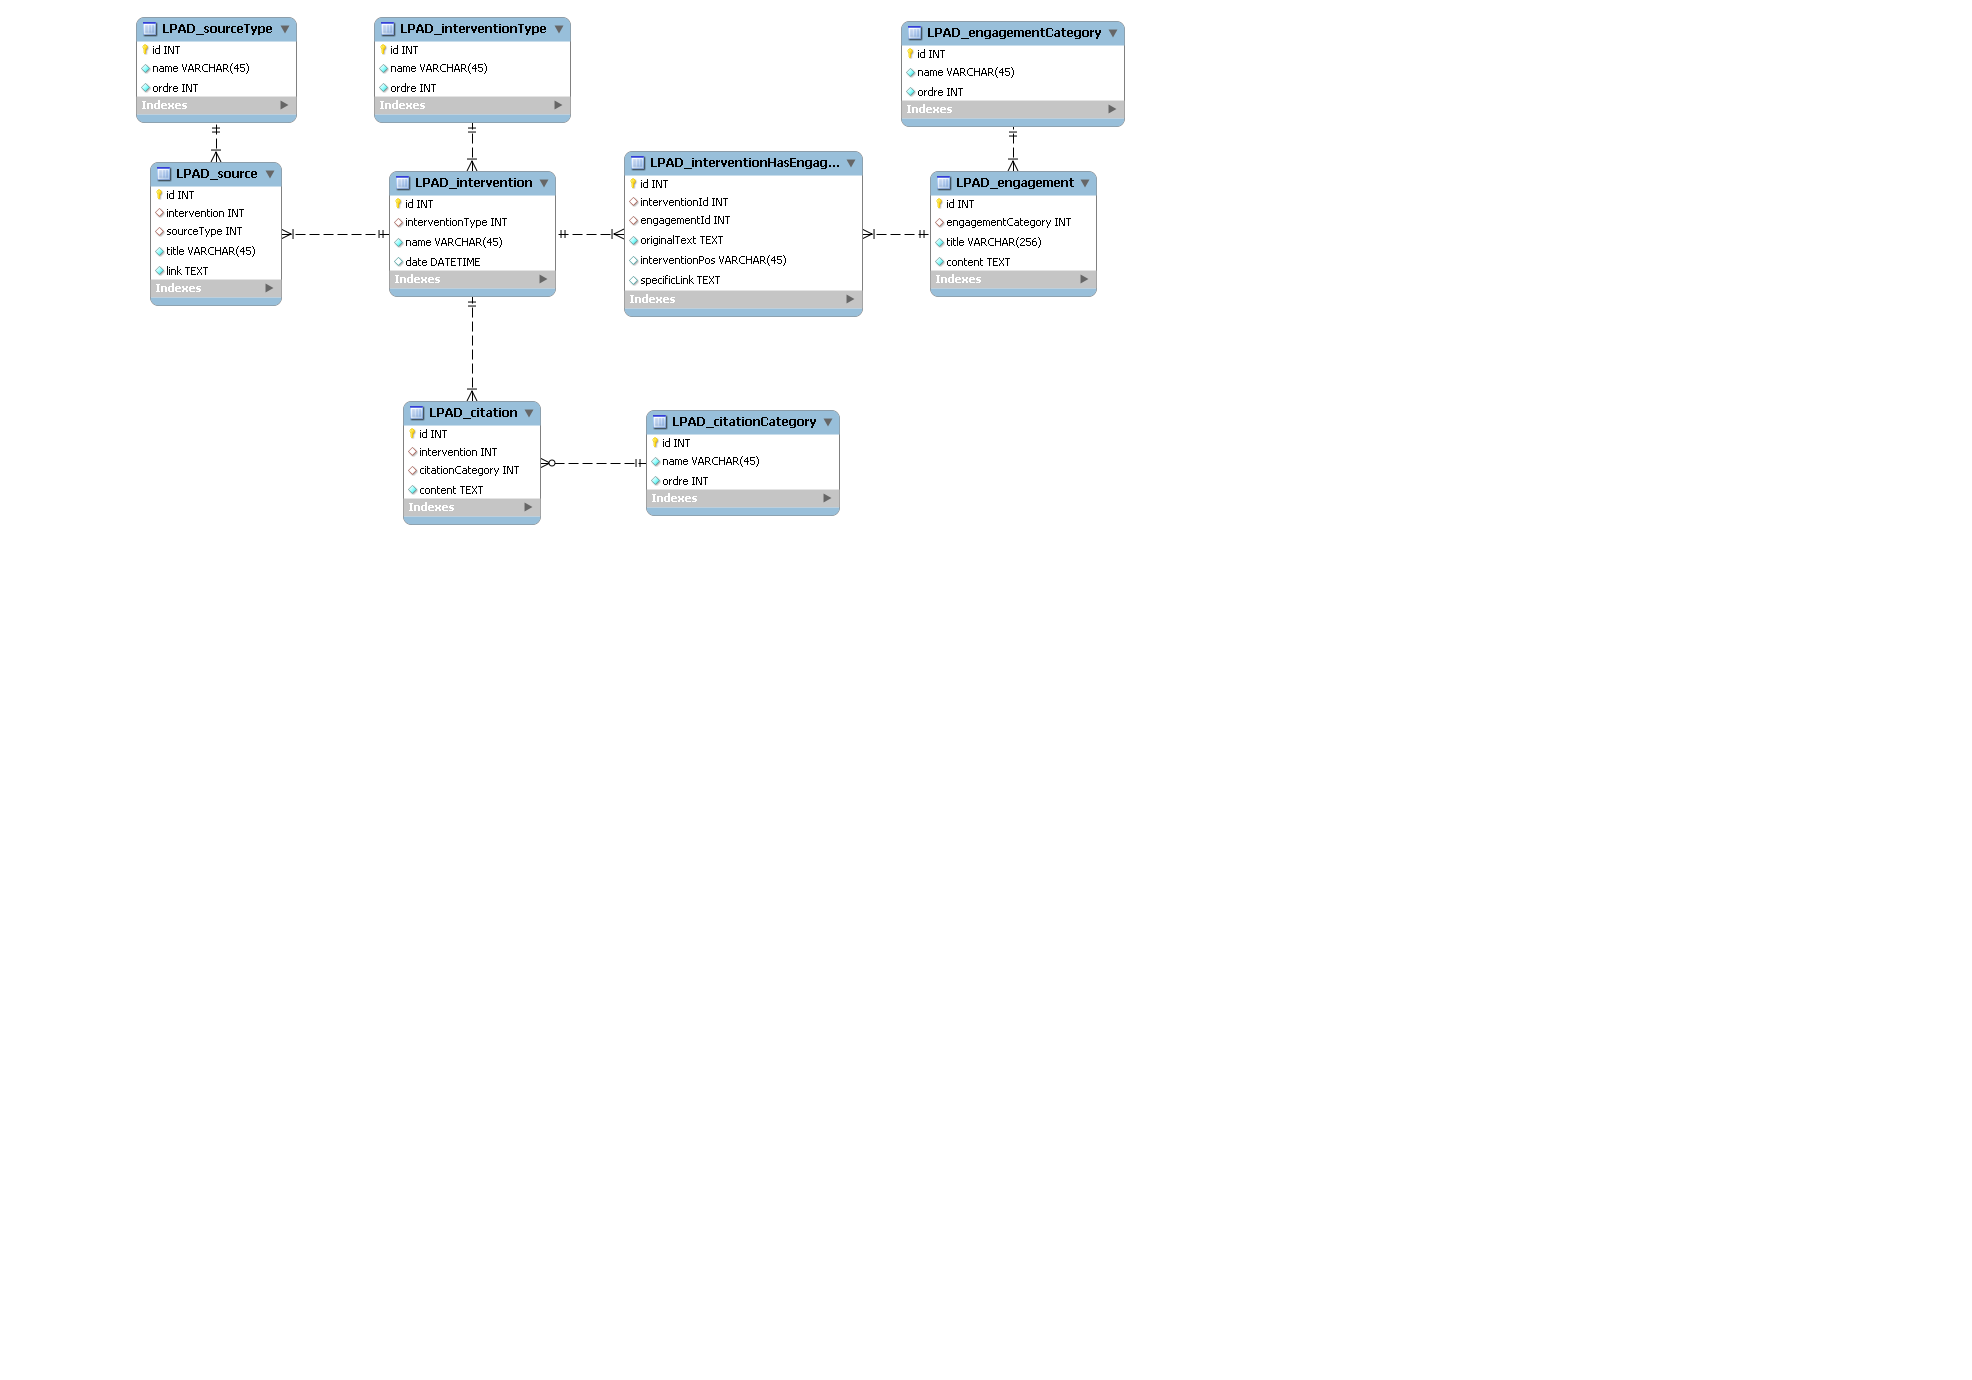 LPAD_sourceType
id INT
name VARCHAR(45)
ordre INT
Indexes
LPAD_interventionType
id INT
name VARCHAR(45)
ordre INT
Indexes
LPAD_engagementCategory
id INT
name VARCHAR(45)
ordre INT
Indexes
LPAD_source
id INT
intervention INT
sourceType INT
title VARCHAR(45)
link TEXT
Indexes
LPAD_intervention
id INT
interventionType INT
name VARCHAR(45)
date DATETIME
Indexes
LPAD_interventionHasEngag...
id INT
interventionId INT
engagementId INT
originalText TEXT
interventionPos VARCHAR(45)
specificLink TEXT
Indexes
LPAD_engagement
id INT
engagementCategory INT
title VARCHAR(256)
content TEXT
Indexes
LPAD_citation
id INT
intervention INT
citationCategory INT
content TEXT
Indexes
LPAD_citationCategory
id INT
name VARCHAR(45)
ordre INT
Indexes